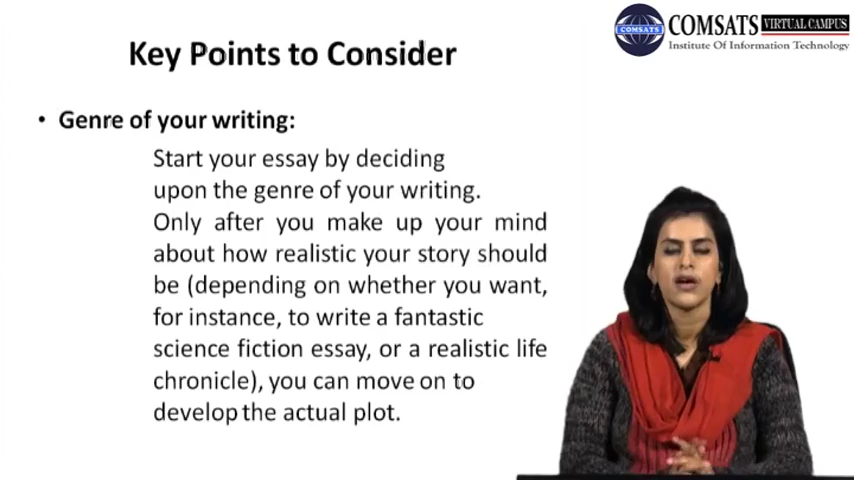 COMSATS VIRTUAL CAMPUS
COMSATS
Institute Of Information Technology
Key Points to Consider
• Genre of your writing:
Start your essay by deciding
upon the genre of your writing.
Only after you make up your mind
about how realistic your story should
be (depending on whether you want,
for instance, to write a fantastic
science fiction essay, or a realistic life
chronicle), you can move on to
develop the actual plot.